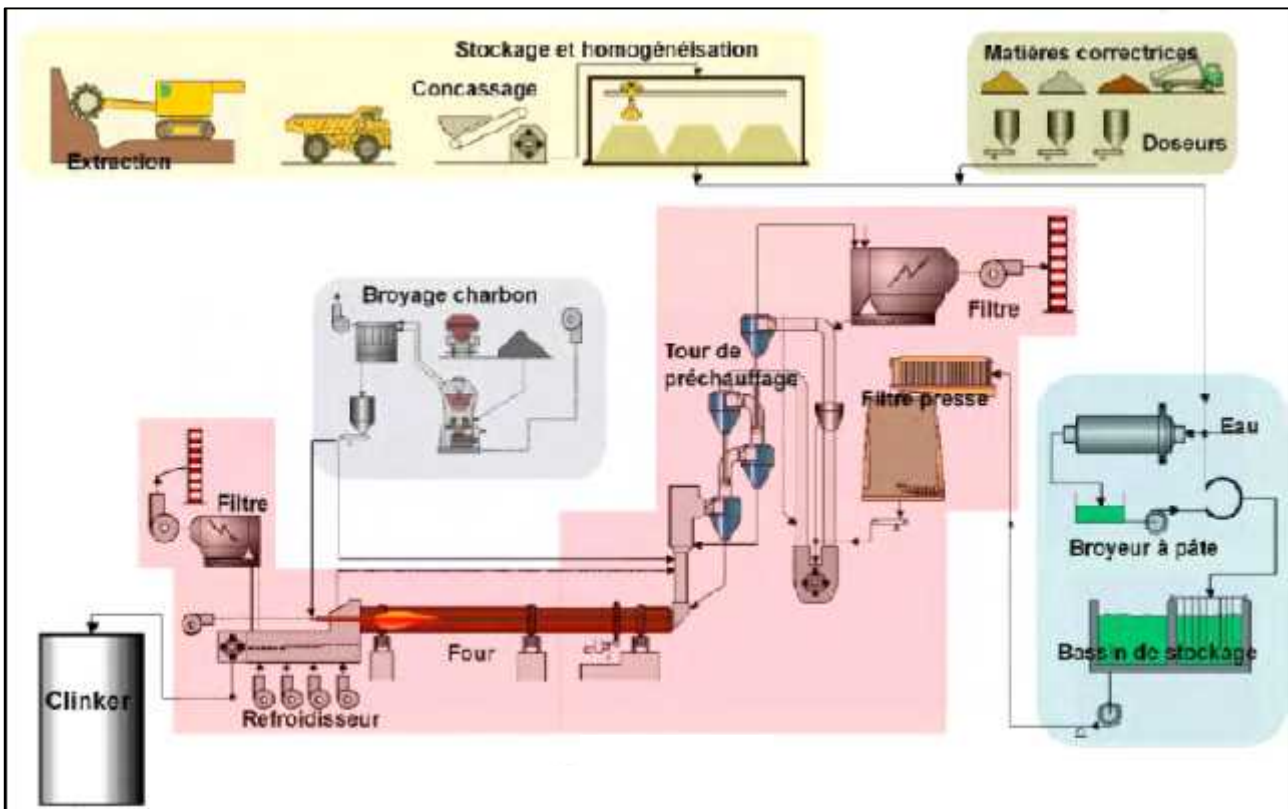 Stockage et homogénéisation
Concassage
Extraction
Matières correctrices
Doseurs
Broyage charbon
Filtre
Tour de
préchauffage
Filtre presse
Eau
Broyeur à pâte
Filtre
Bassin de stockage
Four
Clinker
Refroidisseur